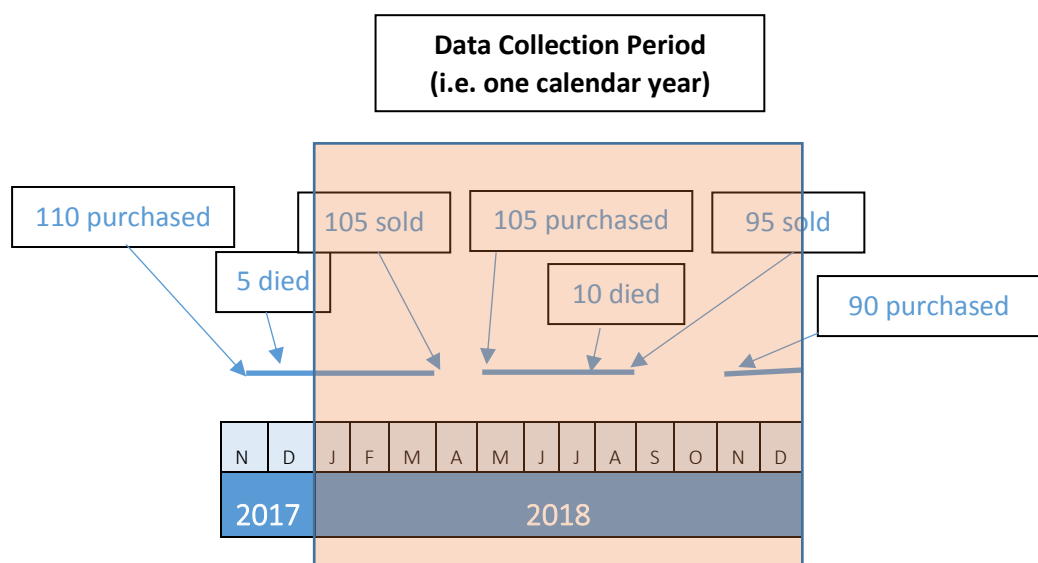 Data Collection Period
(i.e. one calendar year)
110 purchased
105 sold
105 purchased
95 sold
5 died
10 died
90 purchased
N D J F M A M J J A S O N D
2017 2018